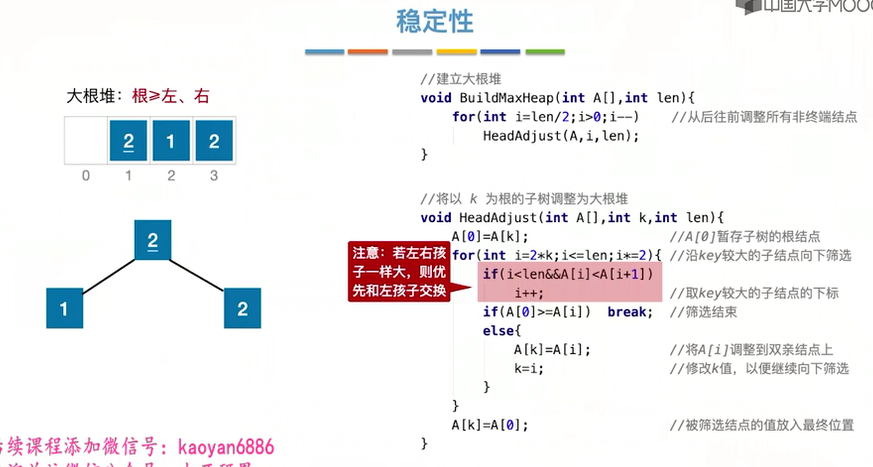 中国大学MOOC
稳定性
大根堆：根≥左、右
2 1 2
0 1 2 3
2
1 2
//建立大根堆
void BuildMaxHeap(int A[],int len){
for(int i=len/2;i>0;i--) //从后往前调整所有非终端结点
HeadAdjust(A,i,len);
}
//将以 k 为根的子树调整为大根堆
void HeadAdjust(int A[],int k,int len){
A[0]=A[k]; //A[0]暂存子树的根结点
for(int i=2*k;i<=len;i*=2){ //沿key较大的子结点向下筛选
if(i<len&&A[i]<A[i+1])
i++; //取key较大的子结点的下标
if(A[0]>=A[i]) break; //筛选结束
else{
A[k]=A[i]; //将A[i]调整到双亲结点上
k=i; //修改k值，以便继续向下筛选
}
}
A[k]=A[0]; //被筛选结点的值放入最终位置
}
注意：若左右孩
子一样大，则优
先和左孩子交换
续课程添加微信号：kaoyan6886